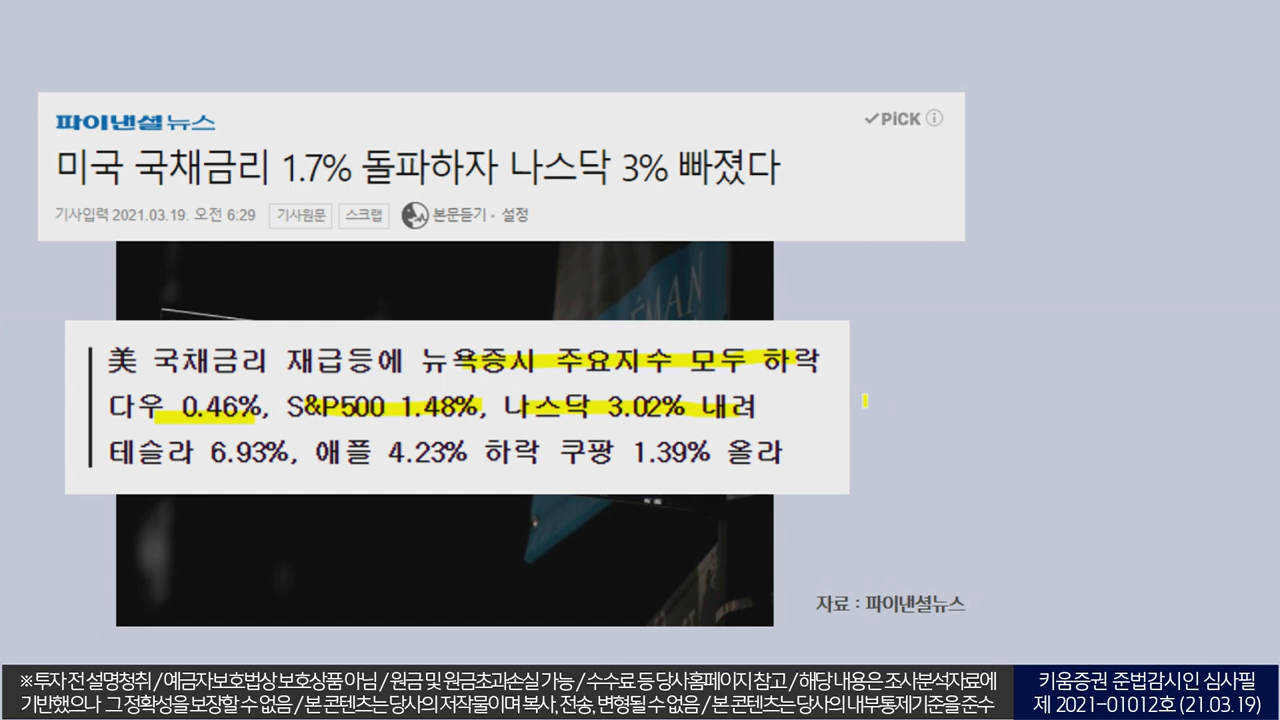 파이낸셜뉴스
✓PiCK ⓘ
미국 국채금리 1.7% 돌파하자 나스닥 3% 빠졌다
기사입력 2021.03.19. 오전 6:29 기사원문 스크랩 본문듣기 · 설정
ÉMAN
美 국채금리 재급등에 뉴욕증시 주요지수 모두 하락
다우 0.46%, S&P500 1.48%, 나스닥 3.02% 내려
테슬라 6.93%, 애플 4.23% 하락 쿠팡 1.39% 올라
자료 : 파이낸셜뉴스
※투자 전 설명청취 / 예금자보호법상 보호상품 아님 / 원금 및 원금초과손실 가능 / 수수료 등 당사홈페이지 참고 / 해당 내용은 조사분석자료에
기반했으나 그 정확성을 보장할 수 없음 / 본 콘텐츠는 당사의 저작물이며 복사, 전송, 변형될 수 없음 / 본 콘텐츠는 당사의 내부통제기준을 준수
키움증권 준법감시인 심사필
제 2021-01012호 (21.03.19)